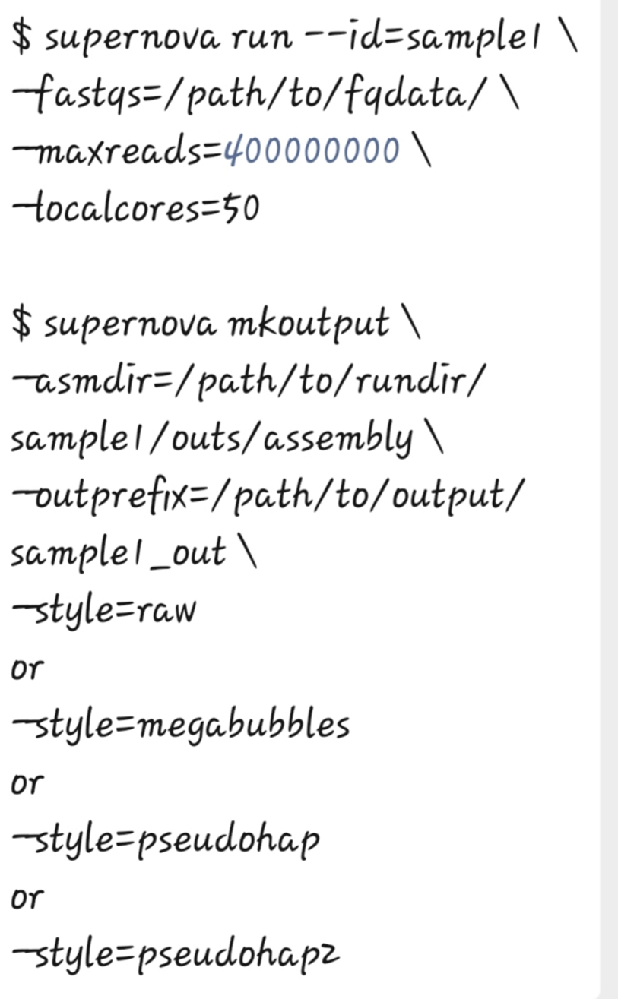 $ supernova run --id=sample1 \
—fastqs=/path/to/fqdata/ \
—maxreads=400000000 \
—localcores=50
$ supernova mkoutput \
—asmdir=/path/to/rundir/
sample1/outs/assembly \
—outprefix=/path/to/output/
sample1_out \
—style=raw
or
—style=megabubbles
or
—style=pseudohap
or
—style=pseudohap2